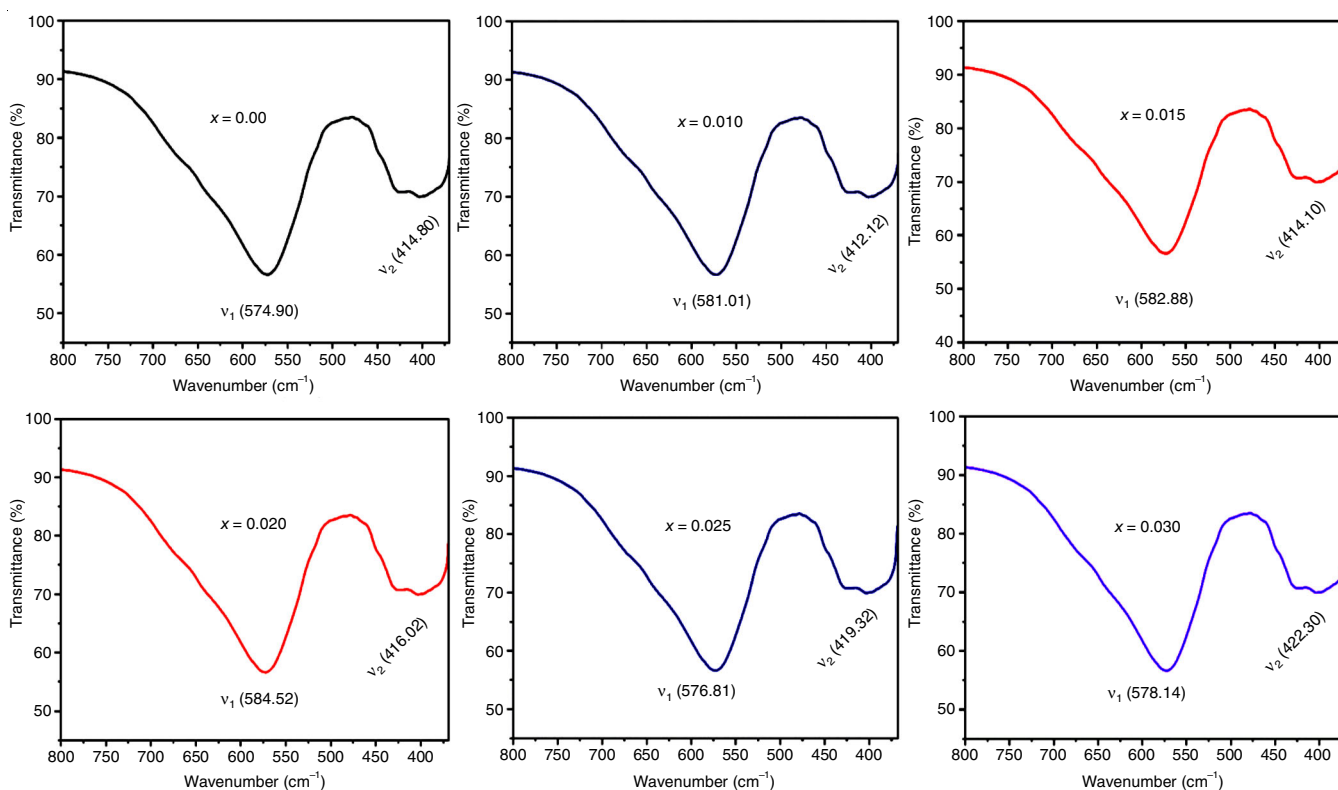 100
90
80
70
60
50
Transmittance (%)
x = 0.00
ν₁ (574.90)
ν₂ (414.80)
800 750 700 650 600 550 500 450 400
Wavenumber (cm⁻¹)
100
90
80
70
60
50
Transmittance (%)
x = 0.010
ν₁ (581.01)
ν₂ (412.12)
800 750 700 650 600 550 500 450 400
Wavenumber (cm⁻¹)
100
90
80
70
60
50
40
Transmittance (%)
x = 0.015
ν₁ (582.88)
ν₂ (414.10)
800 750 700 650 600 550 500 450 400
Wavenumber (cm⁻¹)
100
90
80
70
60
50
Transmittance (%)
x = 0.020
ν₁ (584.52)
ν₂ (416.02)
800 750 700 650 600 550 500 450 400
Wavenumber (cm⁻¹)
100
90
80
70
60
50
Transmittance (%)
x = 0.025
ν₁ (576.81)
ν₂ (419.32)
800 750 700 650 600 550 500 450 400
Wavenumber (cm⁻¹)
100
90
80
70
60
50
Transmittance (%)
x = 0.030
ν₁ (578.14)
ν₂ (422.30)
800 750 700 650 600 550 500 450 400
Wavenumber (cm⁻¹)